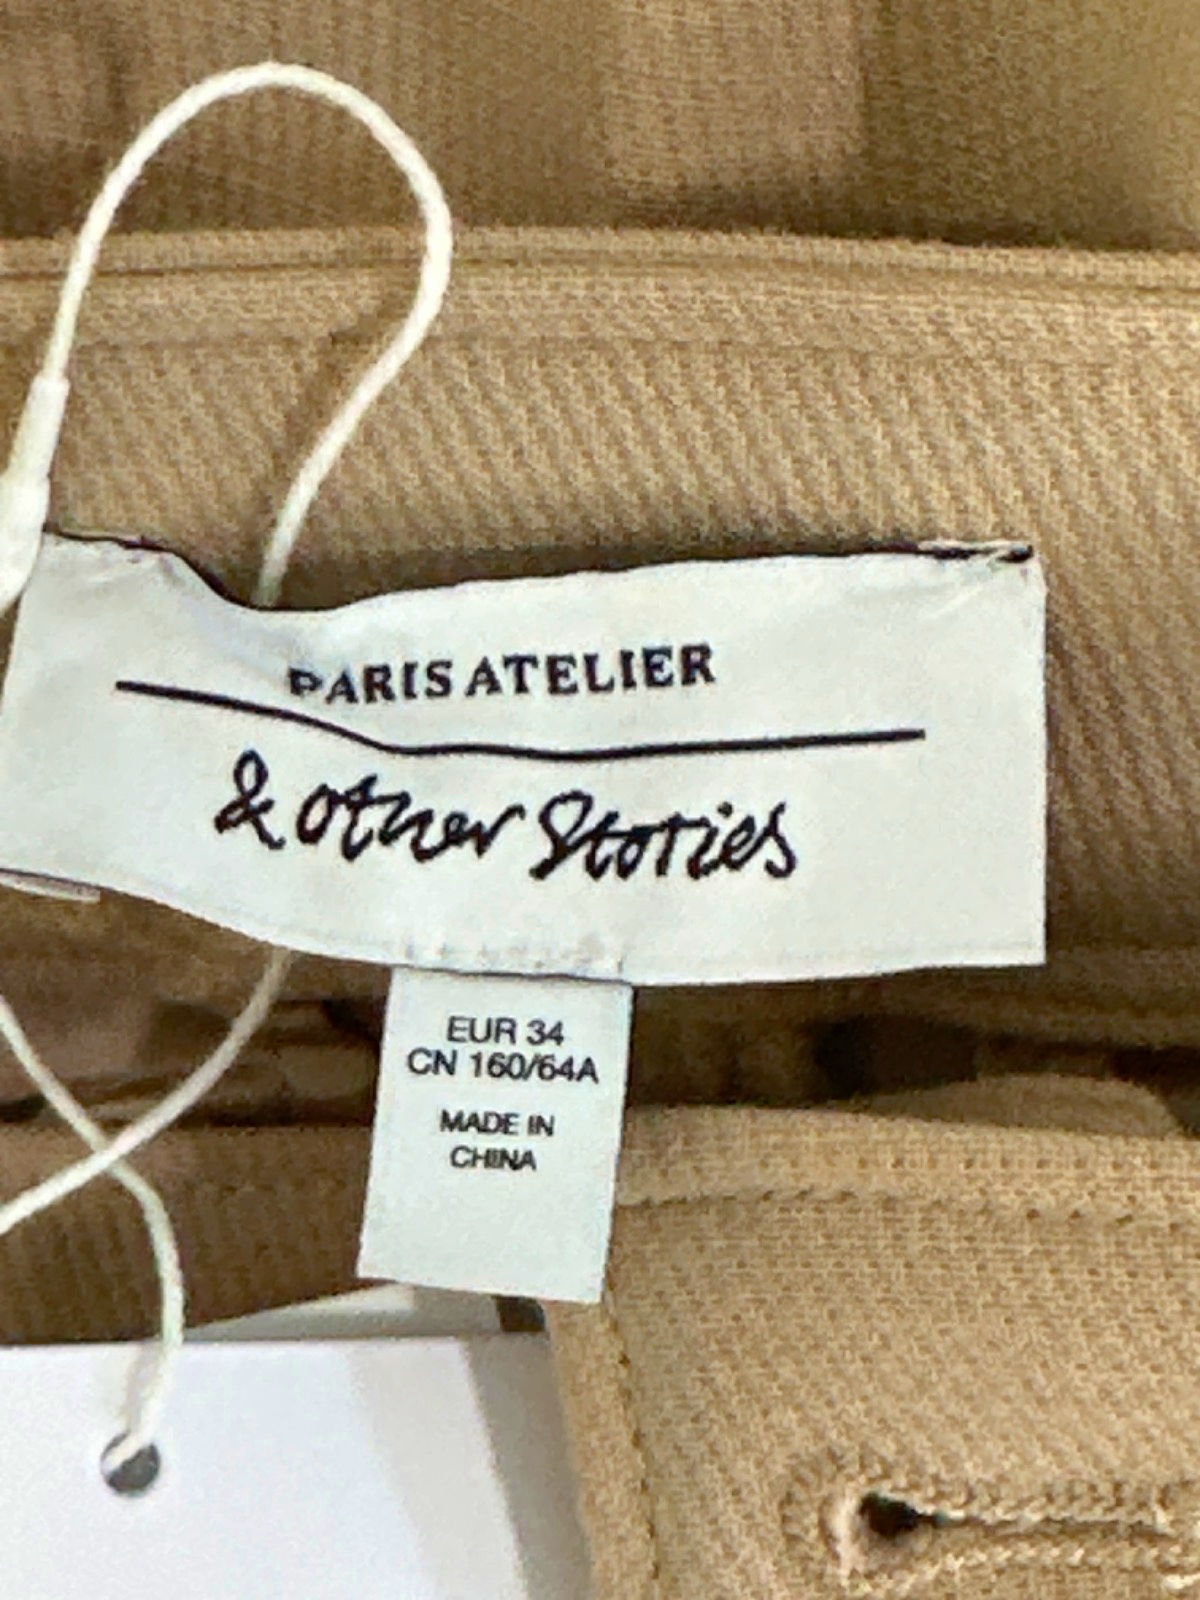 PARIS ATELIER
& Other Stories
EUR 34
CN 160/64A
MADE IN
CHINA